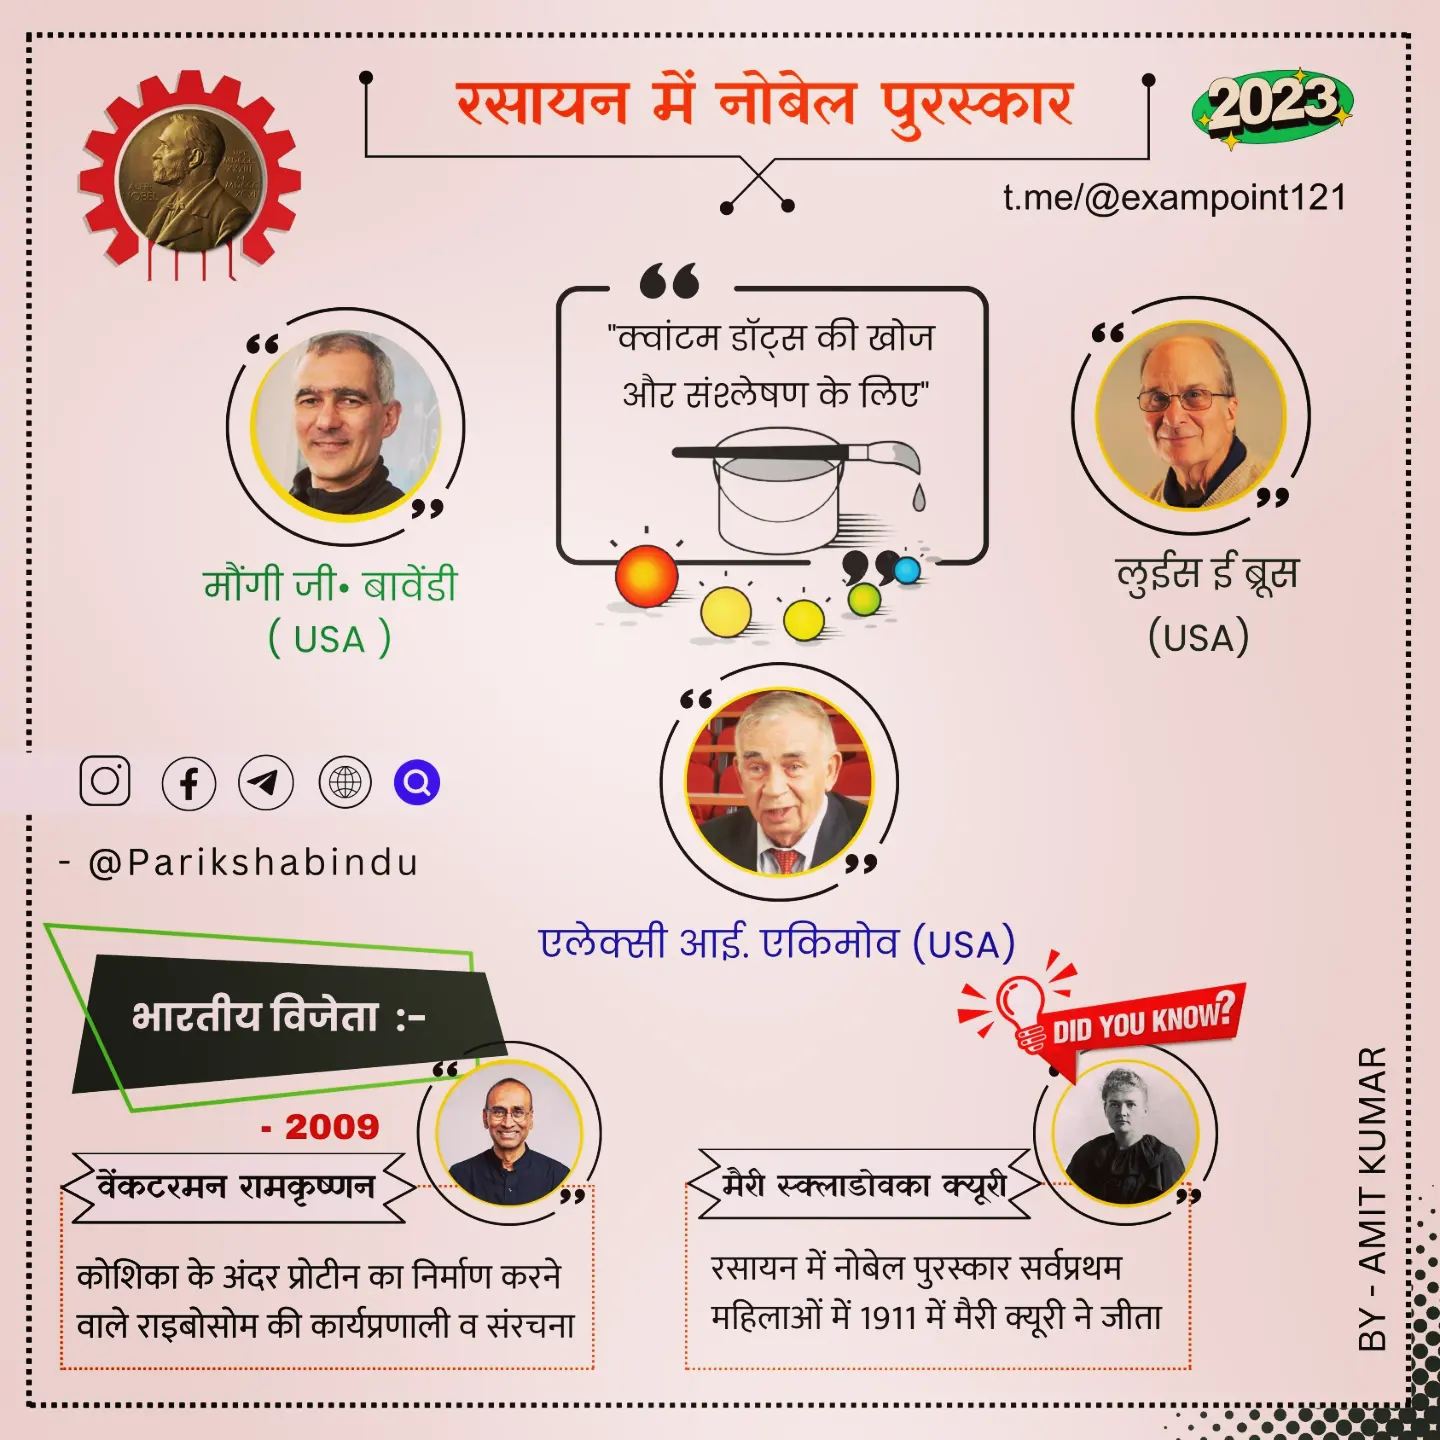 रसायन में नोबेल पुरस्कार
2023
t.me/@exampoint121
"क्वांटम डॉट्स की खोज
और संश्लेषण के लिए"
मौंगी जी• बावेंडी
( USA )
लुईस ई ब्रूस
(USA)
एलेक्सी आई. एकिमोव (USA)
- @Parikshabindu
भारतीय विजेता :-
- 2009
वेंकटरमन रामकृष्णन
कोशिका के अंदर प्रोटीन का निर्माण करने
वाले राइबोसोम की कार्यप्रणाली व संरचना
DID YOU KNOW?
मैरी स्क्लाडोवका क्यूरी
रसायन में नोबेल पुरस्कार सर्वप्रथम
महिलाओं में 1911 में मैरी क्यूरी ने जीता
BY - AMIT KUMAR